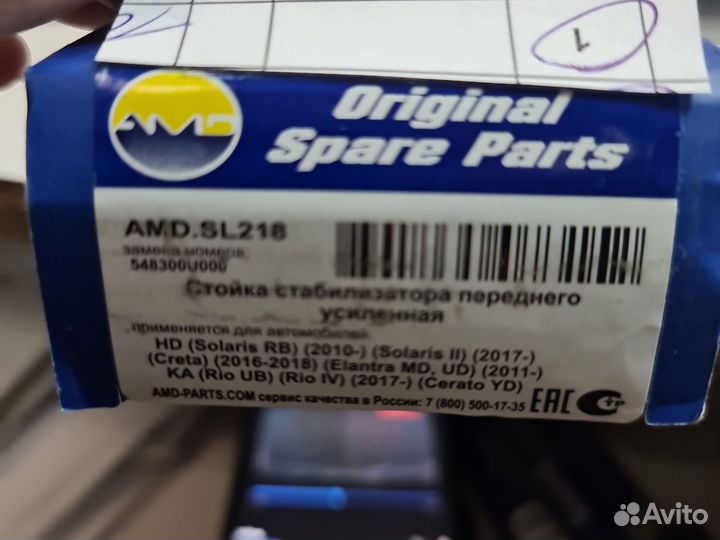 1
AMD
Original
Spare Parts
AMD.SL218
замена номера:
548300U000
Стойка стабилизатора переднего
усиленная
применяется для автомобилей:
HD (Solaris RB) (2010-) (Solaris II) (2017-)
(Creta) (2016-2018) (Elantra MD, UD) (2011-)
KA (Rio UB) (Rio IV) (2017-) (Cerato YD)
AMD-PARTS.COM сервис качества в России: 7 (800) 500-17-35
EAC
Avito